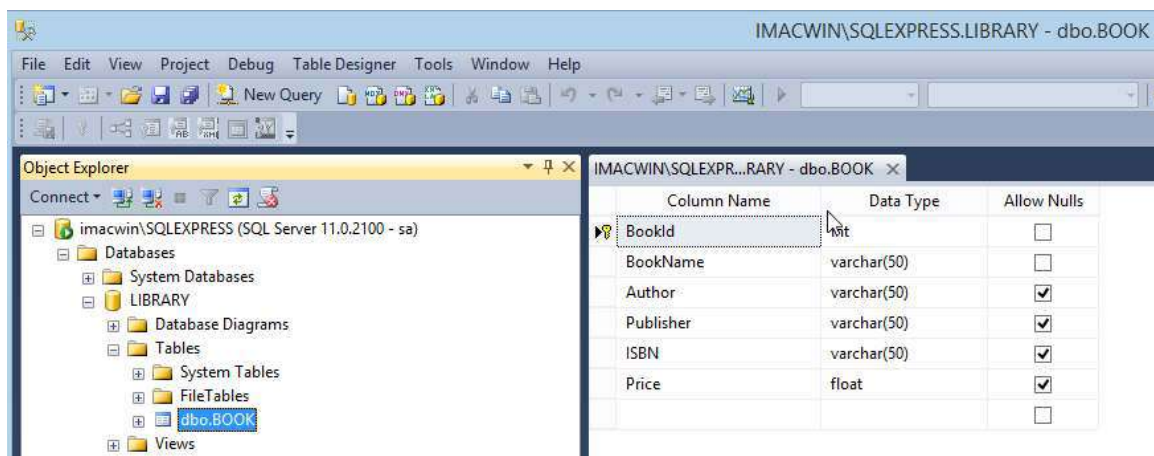 IMACWIN\SQLEXPRESS.LIBRARY - dbo.BOOK
File Edit View Project Debug Table Designer Tools Window Help
New Query
Object Explorer
IMACWIN\SQLEXPR...RARY - dbo.BOOK
Connect
Column Name Data Type Allow Nulls
imacwin\SQLEXPRESS (SQL Server 11.0.2100 - sa)
BookId int
Databases
BookName varchar(50)
System Databases
Author varchar(50)
LIBRARY
Publisher varchar(50)
Database Diagrams
ISBN varchar(50)
Tables
Price float
System Tables
FileTables
dbo.BOOK
Views